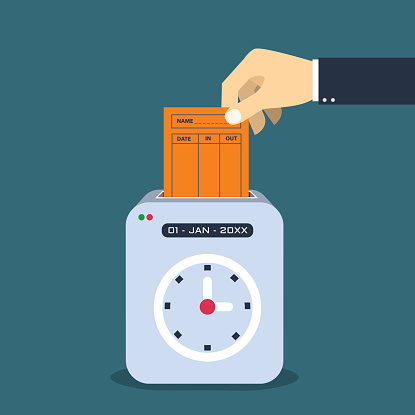 NAME
DATE IN OUT
01 - JAN - 20XX